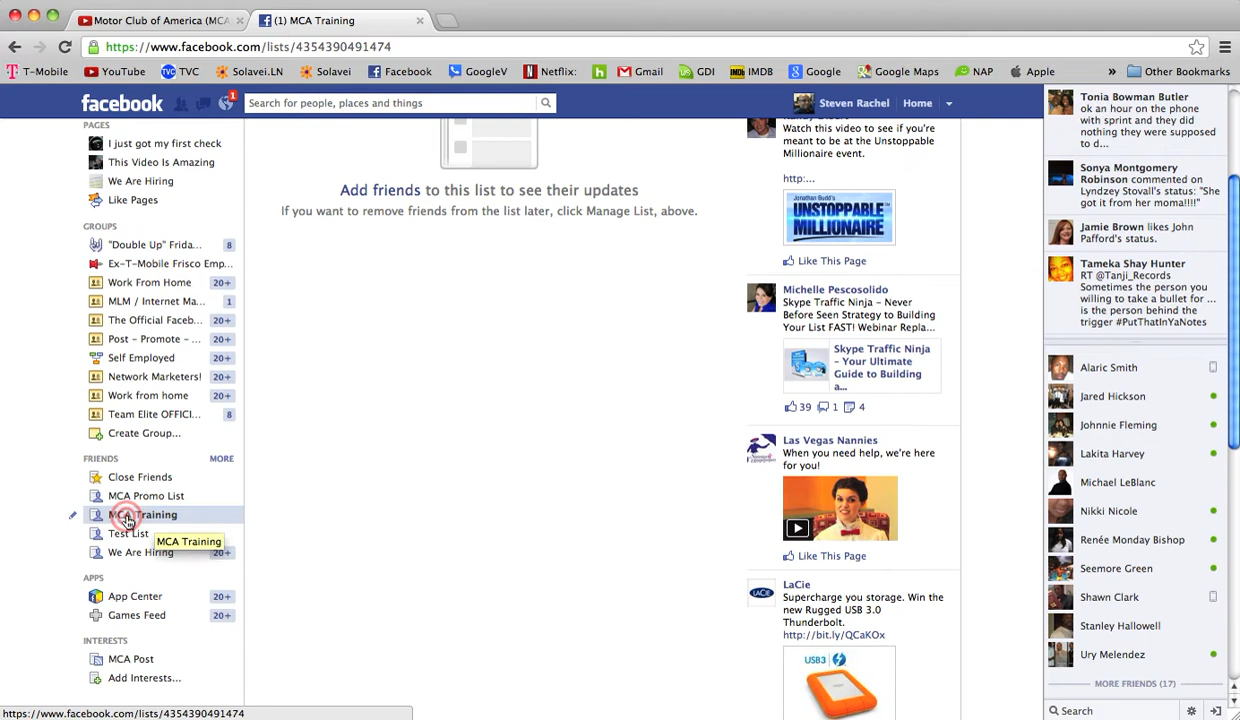 Motor Club of America (MCA
(1) MCA Training
https://www.facebook.com/lists/4354390491474
T-Mobile YouTube TVC Solavei.LN Solavei Facebook GoogleV Netflix: Gmail GDI IMDB Google Google Maps NAP Apple » Other Bookmarks
facebook 1 Search for people, places and things Steven Rachel Home
PAGES
I just got my first check
This Video Is Amazing
We Are Hiring
Like Pages
GROUPS
"Double Up" Frida... 8
Ex-T-Mobile Frisco Emp...
Work From Home 20+
MLM / Internet Ma... 1
The Official Faceb... 20+
Post - Promote - ... 20+
Self Employed 20+
Network Marketers! 20+
Work from home 20+
Team Elite OFFICI... 8
Create Group...
FRIENDS MORE
Close Friends
MCA Promo List
MCA Training
Test List
MCA Training
We Are Hiring 20+
APPS
App Center 20+
Games Feed 20+
INTERESTS
MCA Post
Add Interests...
https://www.facebook.com/lists/4354390491474
Add friends to this list to see their updates
If you want to remove friends from the list later, click Manage List, above.
Watch this video to see if you're
meant to be at the Unstoppable
Millionaire event.
http:...
Jonathan Budd's
UNSTOPPABLE
MILLIONAIRE
Like This Page
Michelle Pescosolido
Skype Traffic Ninja - Never
Before Seen Strategy to Building
Your List FAST! Webinar Repla...
Skype Traffic Ninja
- Your Ultimate
Guide to Building
a...
39 1 4
Las Vegas Nannies
When you need help, we're here
for you!
Like This Page
LaCie
Supercharge you storage. Win the
new Rugged USB 3.0
Thunderbolt.
http://bit.ly/QCaKOx
USB3
Tonia Bowman Butler
ok an hour on the phone
with sprint and they did
nothing they were supposed
to d...
Sonya Montgomery
Robinson commented on
Lyndzey Stovall's status: "She
got it from her moma!!!!"
Jamie Brown likes John
Pafford's status.
Tameka Shay Hunter
RT @Tanji_Records
Sometimes the person you
willing to take a bullet for ...
is the person behind the
trigger #PutThatInYaNotes
Alaric Smith
Jared Hickson
Johnnie Fleming
Lakita Harvey
Michael LeBlanc
Nikki Nicole
Renée Monday Bishop
Seemore Green
Shawn Clark
Stanley Hallowell
Ury Melendez
MORE FRIENDS (17)
Search